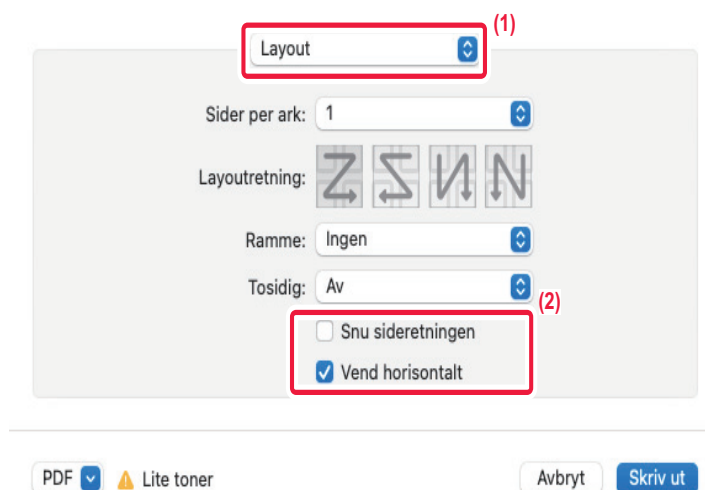 (1)
Layout
Sider per ark: 1
Layoutretning:
Ramme: Ingen
Tosidig: Av
(2)
Snu sideretningen
Vend horisontalt
PDF Lite toner Avbryt Skriv ut